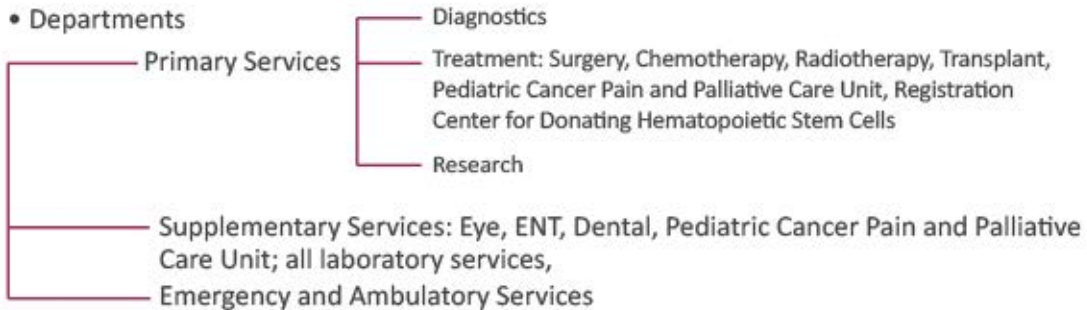 • Departments
Primary Services
Diagnostics
Treatment: Surgery, Chemotherapy, Radiotherapy, Transplant,
Pediatric Cancer Pain and Palliative Care Unit, Registration
Center for Donating Hematopoietic Stem Cells
Research
Supplementary Services: Eye, ENT, Dental, Pediatric Cancer Pain and Palliative
Care Unit; all laboratory services,
Emergency and Ambulatory Services